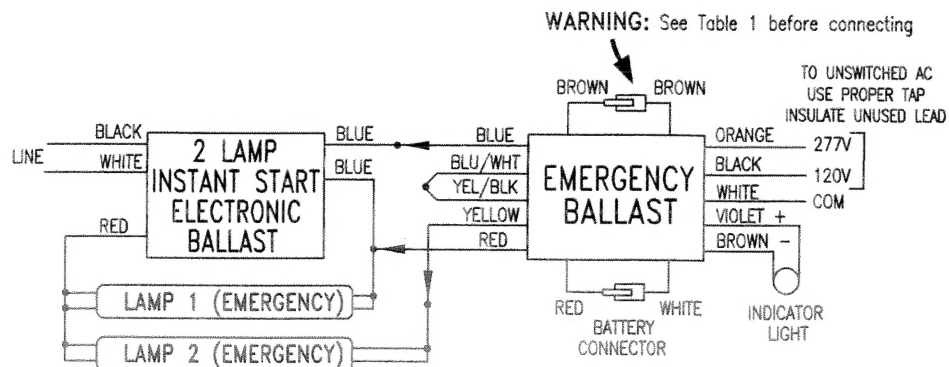 WARNING: See Table 1 before connecting
BROWN
BROWN
TO UNSWITCHED AC
USE PROPER TAP
INSULATE UNUSED LEAD
LINE
BLACK
WHITE
RED
2 LAMP
INSTANT START
ELECTRONIC
BALLAST
BLUE
BLUE
BLUE
BLU/WHT
YEL/BLK
YELLOW
RED
EMERGENCY
BALLAST
ORANGE
277V
BLACK
120V
WHITE
COM
VIOLET +
BROWN -
LAMP 1 (EMERGENCY)
LAMP 2 (EMERGENCY)
RED
WHITE
BATTERY
CONNECTOR
INDICATOR
LIGHT